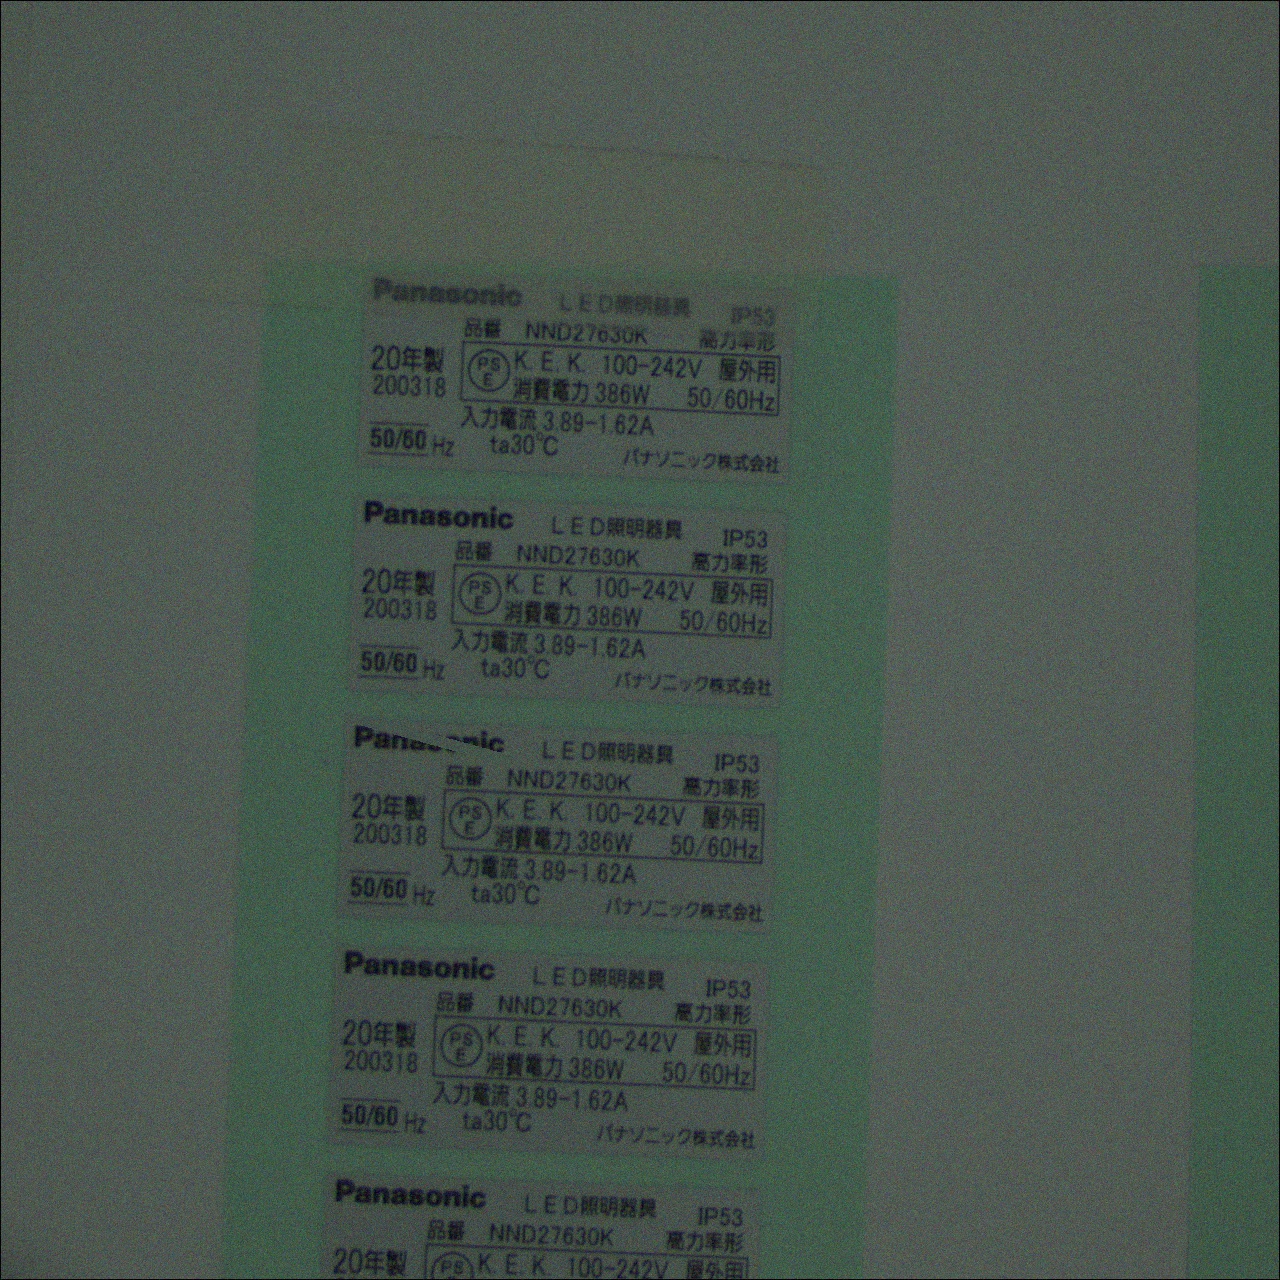 Panasonic LED照明器具 IP53
品番 NND27630K 高力率形
20年製 PS E K.E.K. 100-242V 屋外用
200318 消費電力 386W 50/60Hz
入力電流 3.89-1.62A
50/60 Hz ta30℃ パナソニック株式会社
Panasonic LED照明器具 IP53
品番 NND27630K 高力率形
20年製 PS E K.E.K. 100-242V 屋外用
200318 消費電力 386W 50/60Hz
入力電流 3.89-1.62A
50/60 Hz ta30℃ パナソニック株式会社
Panasonic LED照明器具 IP53
品番 NND27630K 高力率形
20年製 PS E K.E.K. 100-242V 屋外用
200318 消費電力 386W 50/60Hz
入力電流 3.89-1.62A
50/60 Hz ta30℃ パナソニック株式会社
Panasonic LED照明器具 IP53
品番 NND27630K 高力率形
20年製 PS E K.E.K. 100-242V 屋外用
200318 消費電力 386W 50/60Hz
入力電流 3.89-1.62A
50/60 Hz ta30℃ パナソニック株式会社
Panasonic LED照明器具 IP53
品番 NND27630K 高力率形
20年製 PS K.E.K. 100-242V 屋外用